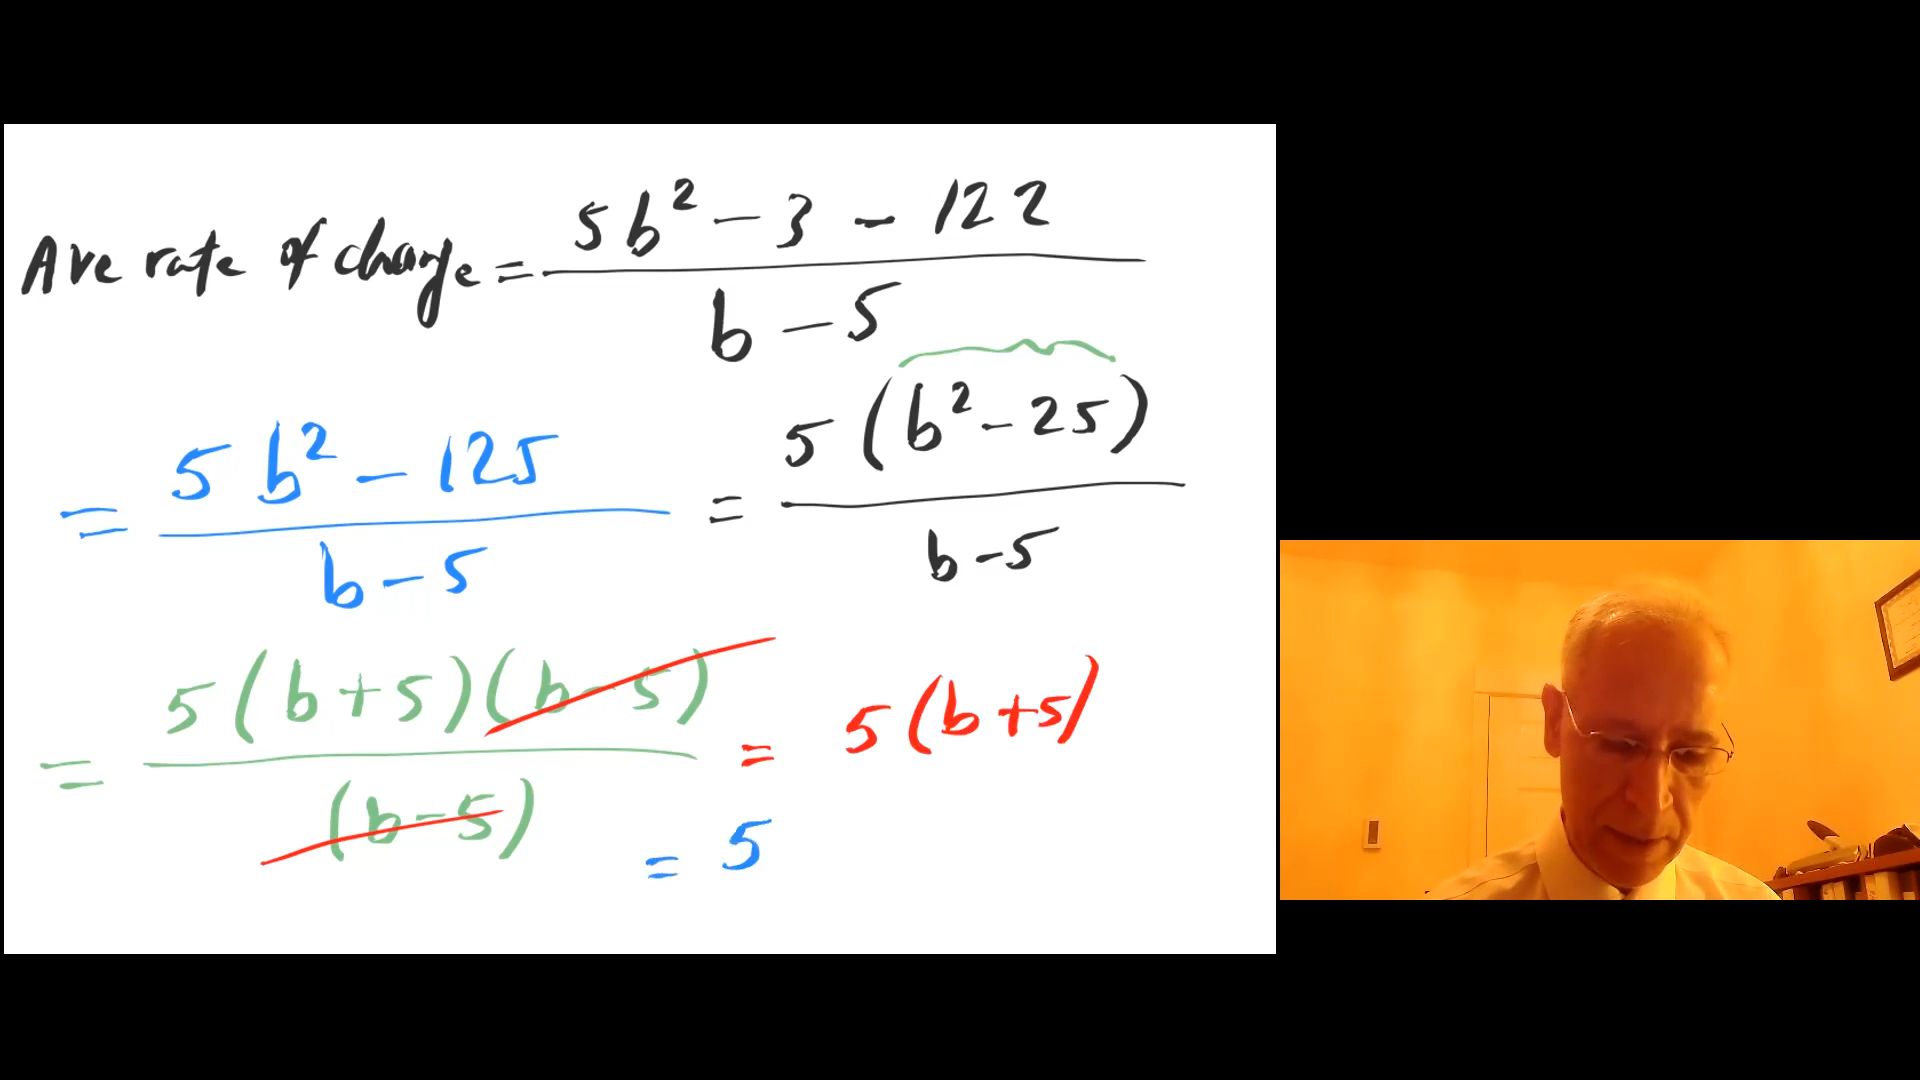 Ave rate of change = (5b² - 3 - 122) / (b - 5)
= (5b² - 125) / (b - 5) = 5(b² - 25) / (b - 5)
= 5(b + 5)(b - 5) / (b - 5) = 5(b + 5)
= 5